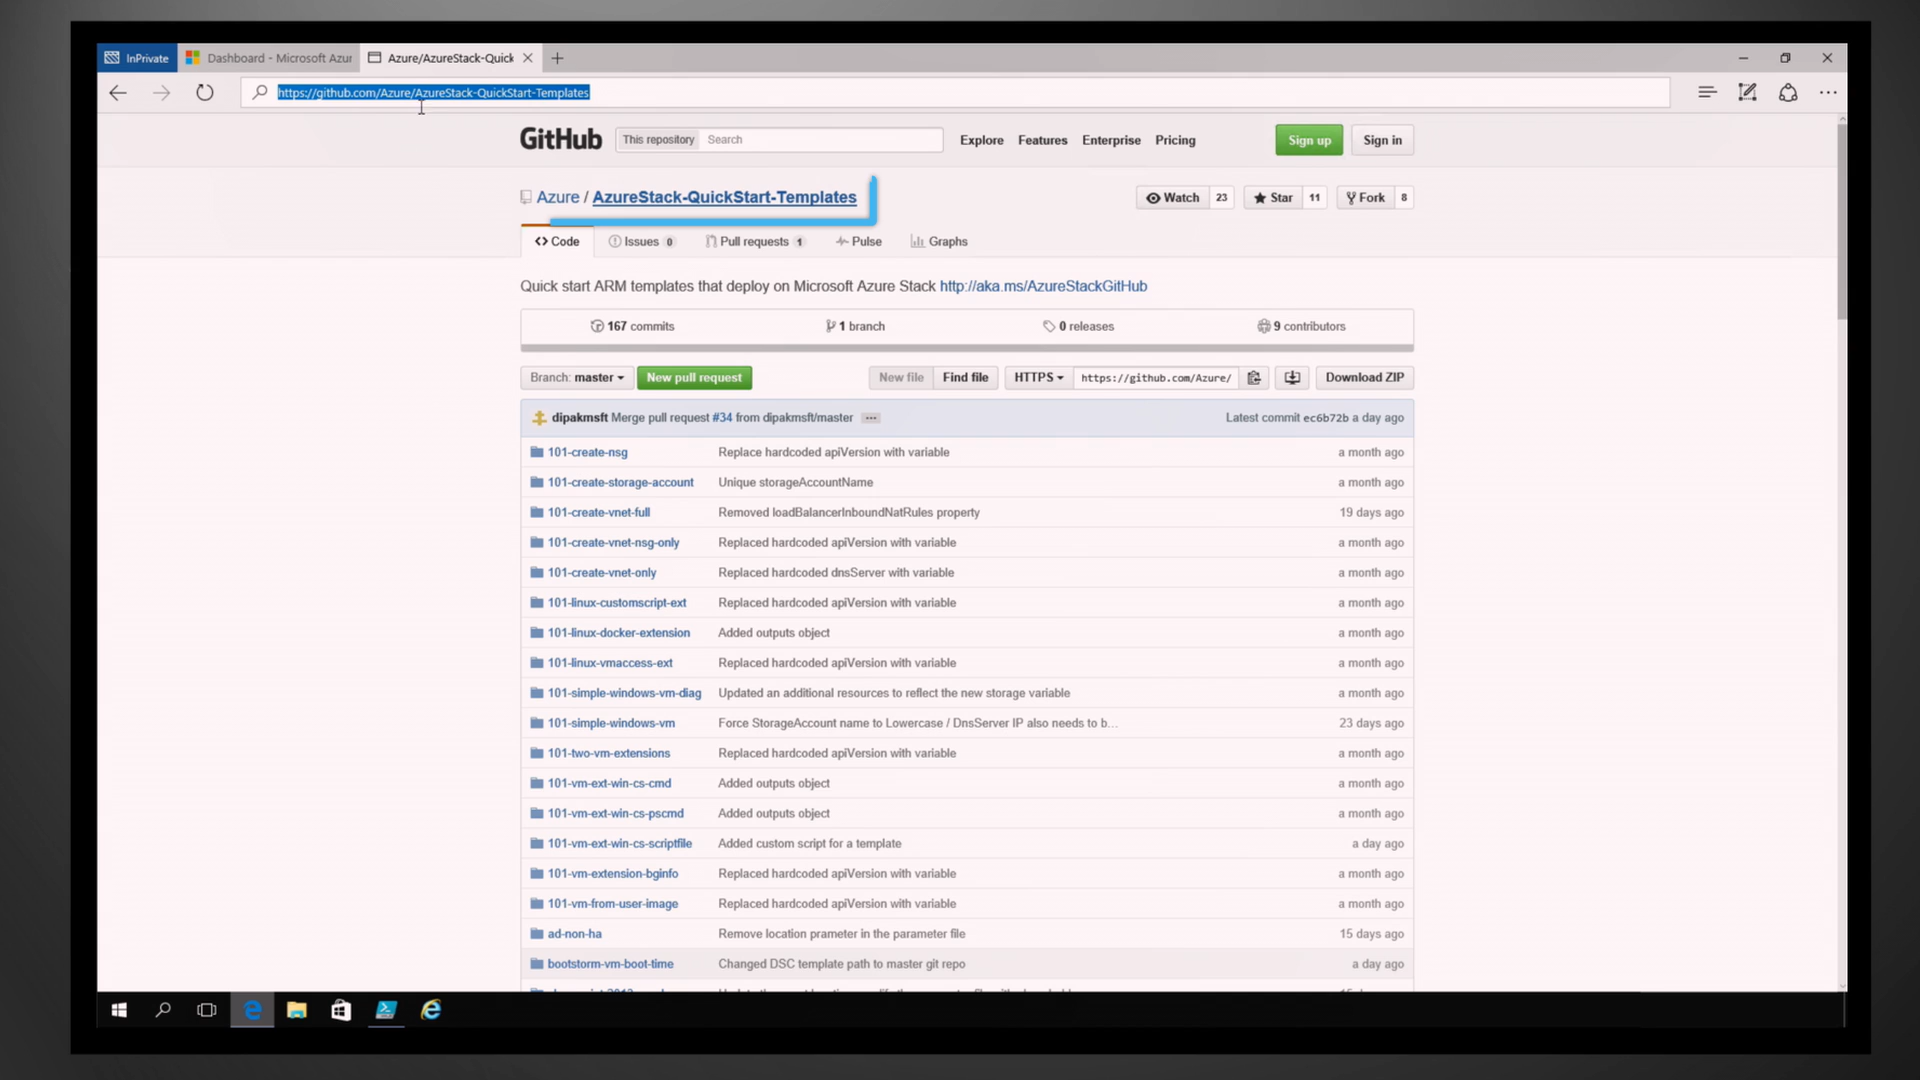 InPrivate
Dashboard - Microsoft Azur
Azure/AzureStack-Quick
https://github.com/Azure/AzureStack-QuickStart-Templates
GitHub
This repository
Search
Explore
Features
Enterprise
Pricing
Sign up
Sign in
Azure / AzureStack-QuickStart-Templates
Watch 23
Star 11
Fork 8
Code
Issues 0
Pull requests 1
Pulse
Graphs
Quick start ARM templates that deploy on Microsoft Azure Stack http://aka.ms/AzureStackGitHub
167 commits
1 branch
0 releases
9 contributors
Branch: master
New pull request
New file
Find file
HTTPS
https://github.com/Azure/
Download ZIP
dipakmsft Merge pull request #34 from dipakmsft/master
Latest commit ec6b72b a day ago
101-create-nsg Replace hardcoded apiVersion with variable a month ago
101-create-storage-account Unique storageAccountName a month ago
101-create-vnet-full Removed loadBalancerInboundNatRules property 19 days ago
101-create-vnet-nsg-only Replaced hardcoded apiVersion with variable a month ago
101-create-vnet-only Replaced hardcoded dnsServer with variable a month ago
101-linux-customscript-ext Replaced hardcoded apiVersion with variable a month ago
101-linux-docker-extension Added outputs object a month ago
101-linux-vmaccess-ext Replaced hardcoded apiVersion with variable a month ago
101-simple-windows-vm-diag Updated an additional resources to reflect the new storage variable a month ago
101-simple-windows-vm Force StorageAccount name to Lowercase / DnsServer IP also needs to b... 23 days ago
101-two-vm-extensions Replaced hardcoded apiVersion with variable a month ago
101-vm-ext-win-cs-cmd Added outputs object a month ago
101-vm-ext-win-cs-pscmd Added outputs object a month ago
101-vm-ext-win-cs-scriptfile Added custom script for a template a day ago
101-vm-extension-bginfo Replaced hardcoded apiVersion with variable a month ago
101-vm-from-user-image Replaced hardcoded apiVersion with variable a month ago
ad-non-ha Remove location prameter in the parameter file 15 days ago
bootstorm-vm-boot-time Changed DSC template path to master git repo a day ago